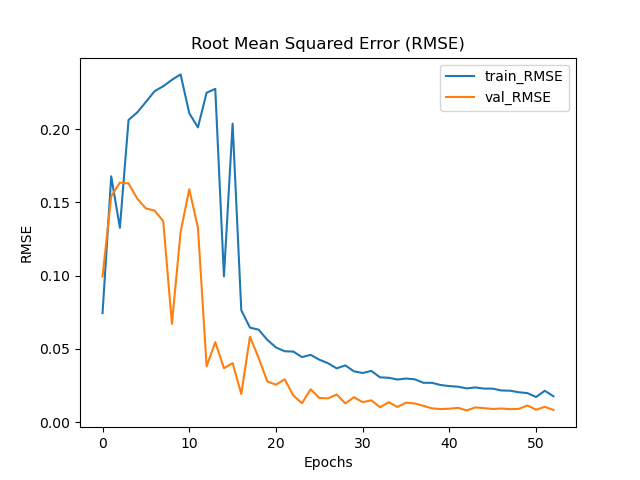 Root Mean Squared Error (RMSE)
train_RMSE
val_RMSE
0.20
0.15
0.10
0.05
0.00
RMSE
0 10 20 30 40 50
Epochs